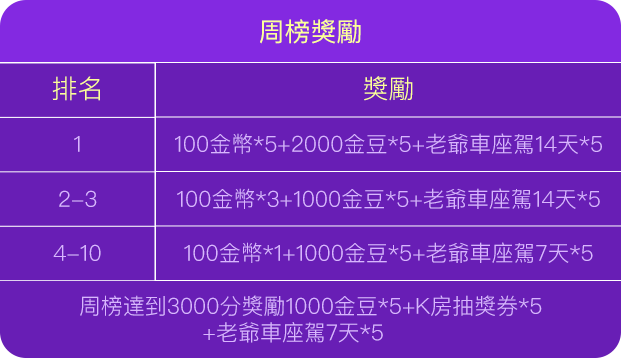 周榜獎勵
排名 獎勵
1 100金幣*5+2000金豆*5+老爺車座駕14天*5
2-3 100金幣*3+1000金豆*5+老爺車座駕14天*5
4-10 100金幣*1+1000金豆*5+老爺車座駕7天*5
周榜達到3000分獎勵1000金豆*5+K房抽獎券*5
+老爺車座駕7天*5